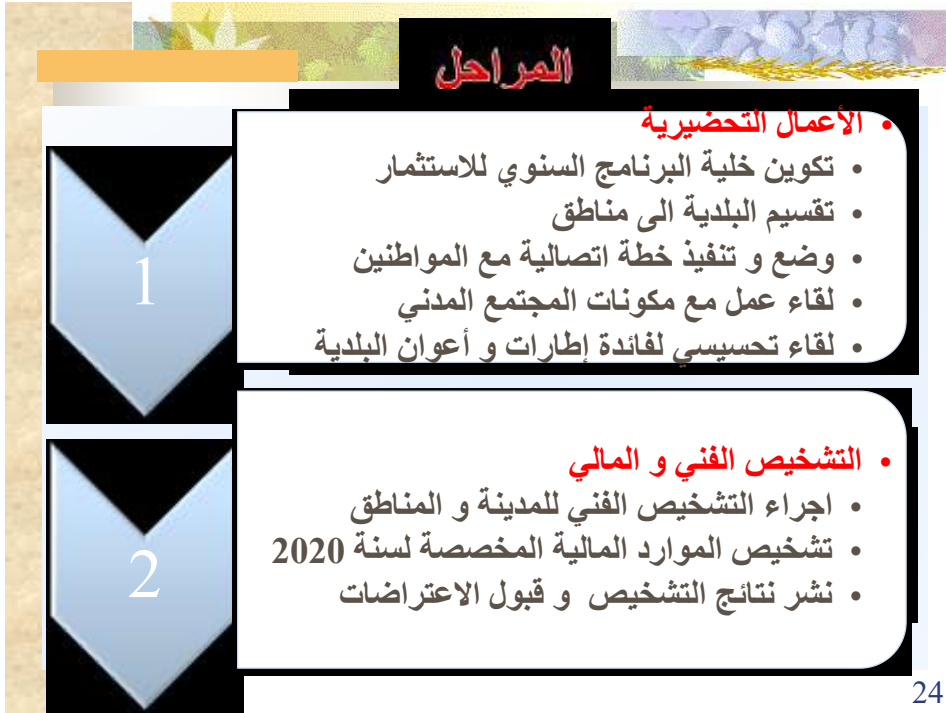 المراحل
1
• الأعمال التحضيرية
• تكوين خلية البرنامج السنوي للاستثمار
• تقسيم البلدية الى مناطق
• وضع و تنفيذ خطة اتصالية مع المواطنين
• لقاء عمل مع مكونات المجتمع المدني
• لقاء تحسيسي لفائدة إطارات و أعوان البلدية
2
• التشخيص الفني و المالي
• اجراء التشخيص الفني للمدينة و المناطق
• تشخيص الموارد المالية المخصصة لسنة 2020
• نشر نتائج التشخيص و قبول الاعتراضات
24